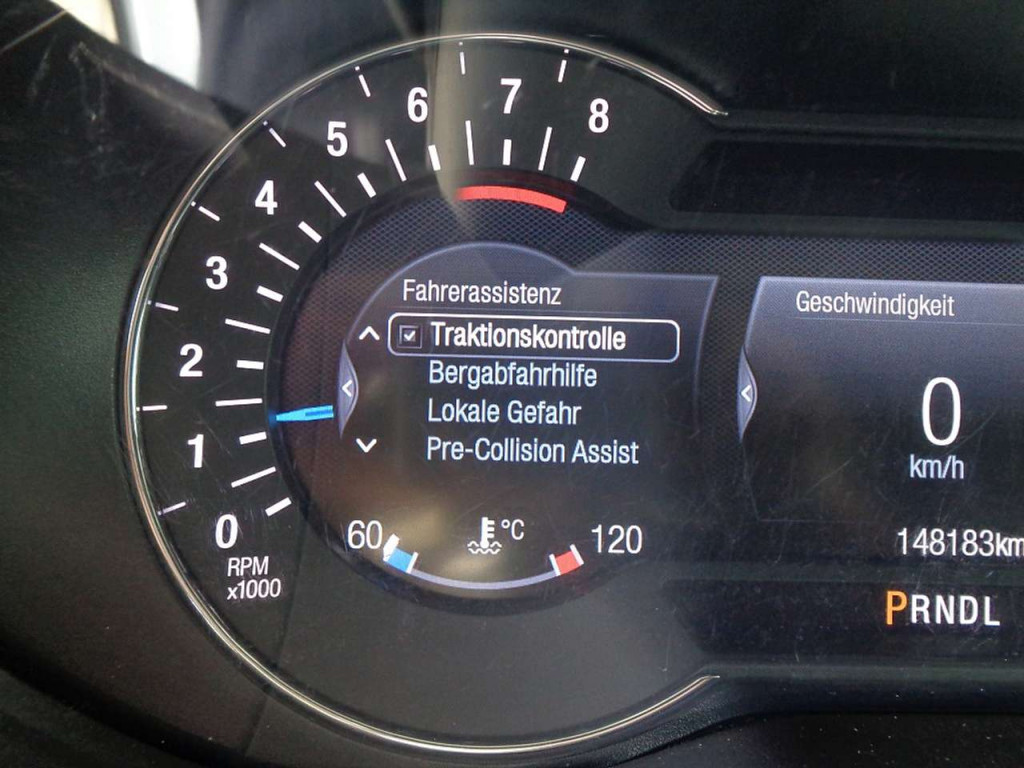 8
7
6
5
4
3
2
1
0
RPM
x1000
Fahrerassistenz
Traktionskontrolle
Bergabfahrhilfe
Lokale Gefahr
Pre-Collision Assist
60
°C
120
Geschwindigkeit
0
km/h
148183km
PRNDL